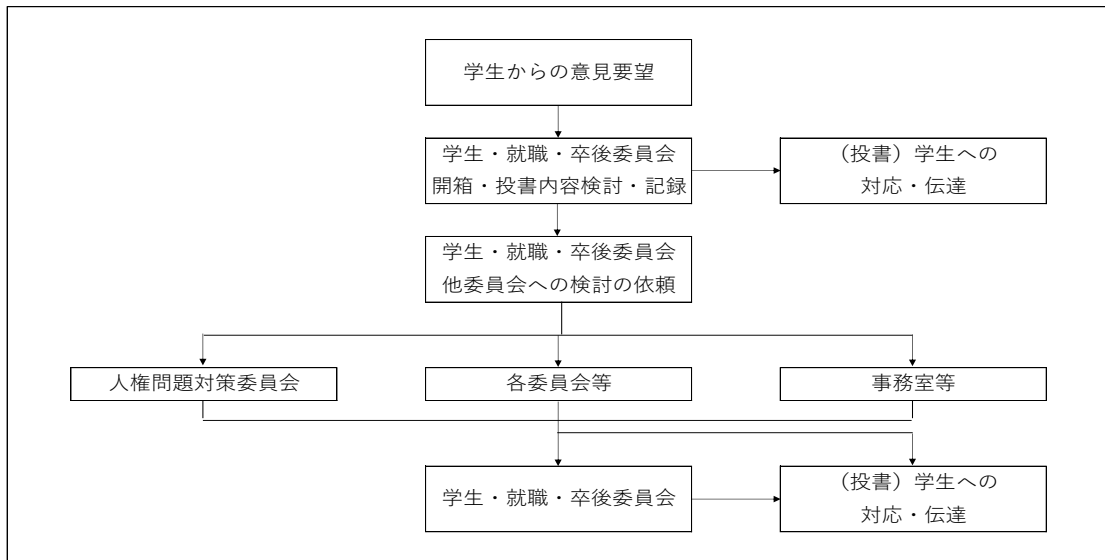 学生からの意見要望
学生・就職・卒後委員会
開箱・投書内容検討・記録
（投書）学生への
対応・伝達
学生・就職・卒後委員会
他委員会への検討の依頼
人権問題対策委員会
各委員会等
事務室等
学生・就職・卒後委員会
（投書）学生への
対応・伝達